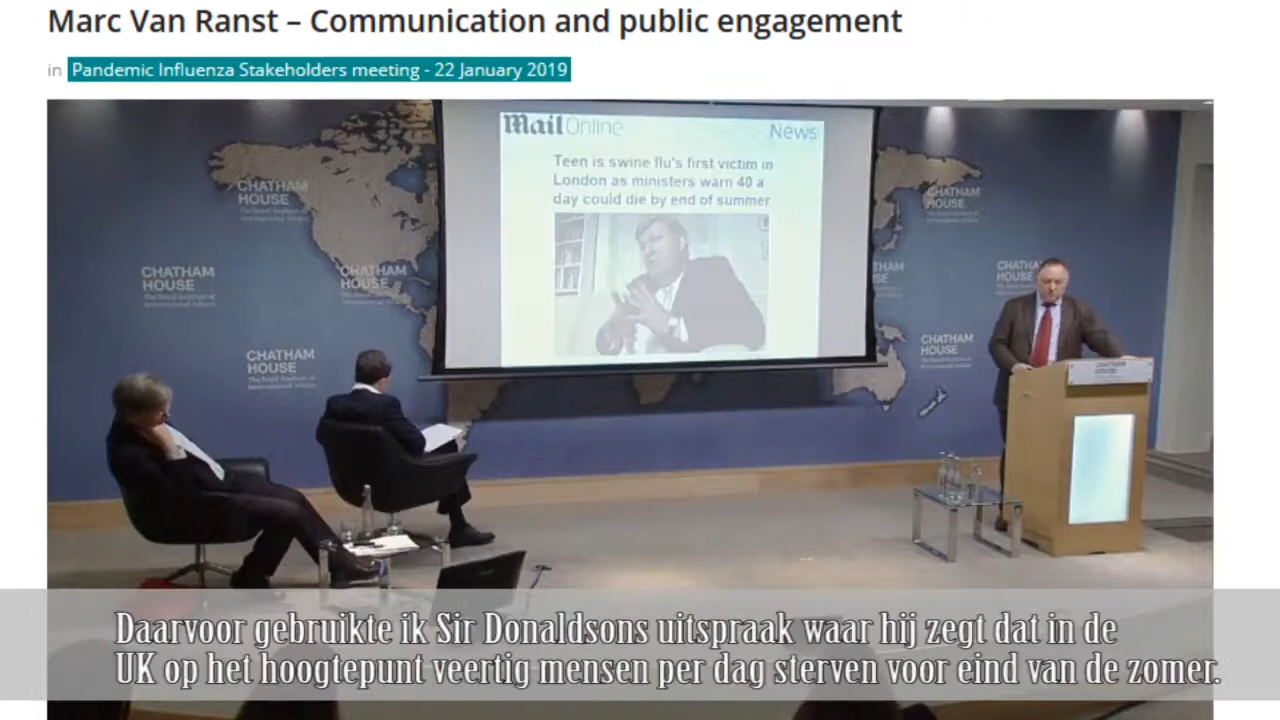 Marc Van Ranst – Communication and public engagement
in Pandemic Influenza Stakeholders meeting - 22 January 2019
Mail Online
News
Teen is swine flu's first victim in
London as ministers warn 40 a
day could die by end of summer
CHATHAM
HOUSE
CHATHAM
HOUSE
CHATHAM
HOUSE
CHATHAM
HOUSE
CHATHAM
HOUSE
CHATHAM
HOUSE
CHATHAM
HOUSE
Daarvoor gebruikte ik Sir Donaldsons uitspraak waar hij zegt dat in de
UK op het hoogtepunt veertig mensen per dag sterven voor eind van de zomer.